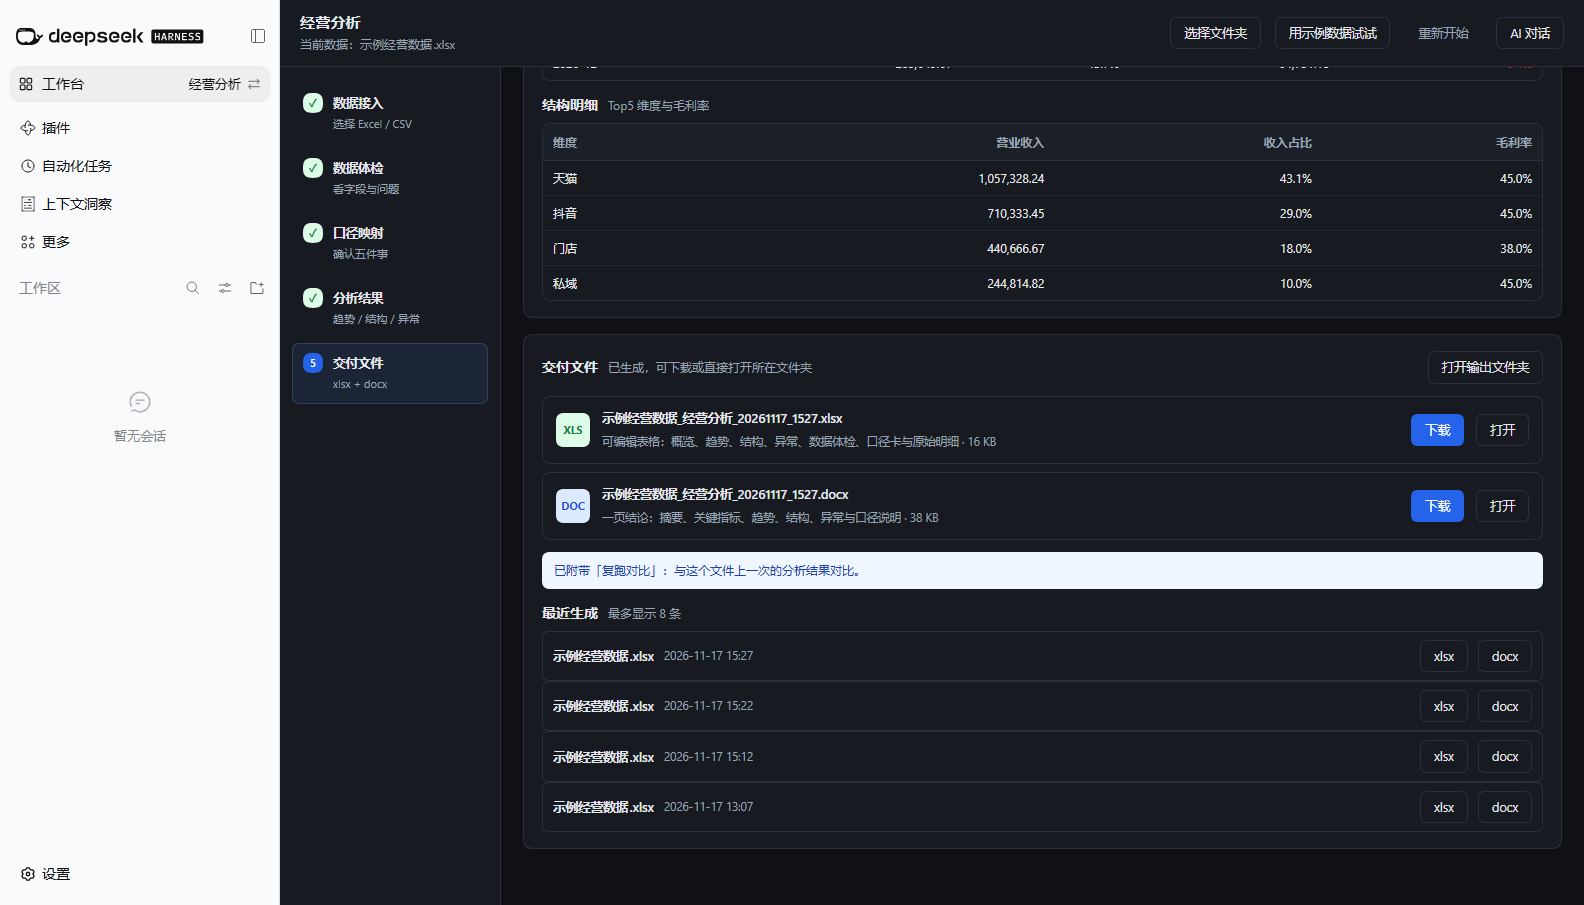 deepseek HARNESS
工作台 经营分析
插件
自动化任务
上下文洞察
更多
工作区
暂无会话
设置
经营分析
当前数据：示例经营数据.xlsx
选择文件夹 用示例数据试试 重新开始 AI 对话
✓ 数据接入
选择 Excel / CSV
✓ 数据体检
看字段与问题
✓ 口径映射
确认五件事
✓ 分析结果
趋势 / 结构 / 异常
5 交付文件
xlsx + docx
结构明细 Top5 维度与毛利率
维度 营业收入 收入占比 毛利率
天猫 1,057,328.24 43.1% 45.0%
抖音 710,333.45 29.0% 45.0%
门店 440,666.67 18.0% 38.0%
私域 244,814.82 10.0% 45.0%
交付文件 已生成，可下载或直接打开所在文件夹 打开输出文件夹
XLS 示例经营数据_经营分析_20261117_1527.xlsx
可编辑表格：概览、趋势、结构、异常、数据体检、口径卡与原始明细 · 16 KB
下载 打开
DOC 示例经营数据_经营分析_20261117_1527.docx
一页结论：摘要、关键指标、趋势、结构、异常与口径说明 · 38 KB
下载 打开
已附带「复跑对比」：与这个文件上一次的分析结果对比。
最近生成 最多显示 8 条
示例经营数据.xlsx 2026-11-17 15:27 xlsx docx
示例经营数据.xlsx 2026-11-17 15:22 xlsx docx
示例经营数据.xlsx 2026-11-17 15:12 xlsx docx
示例经营数据.xlsx 2026-11-17 13:07 xlsx docx